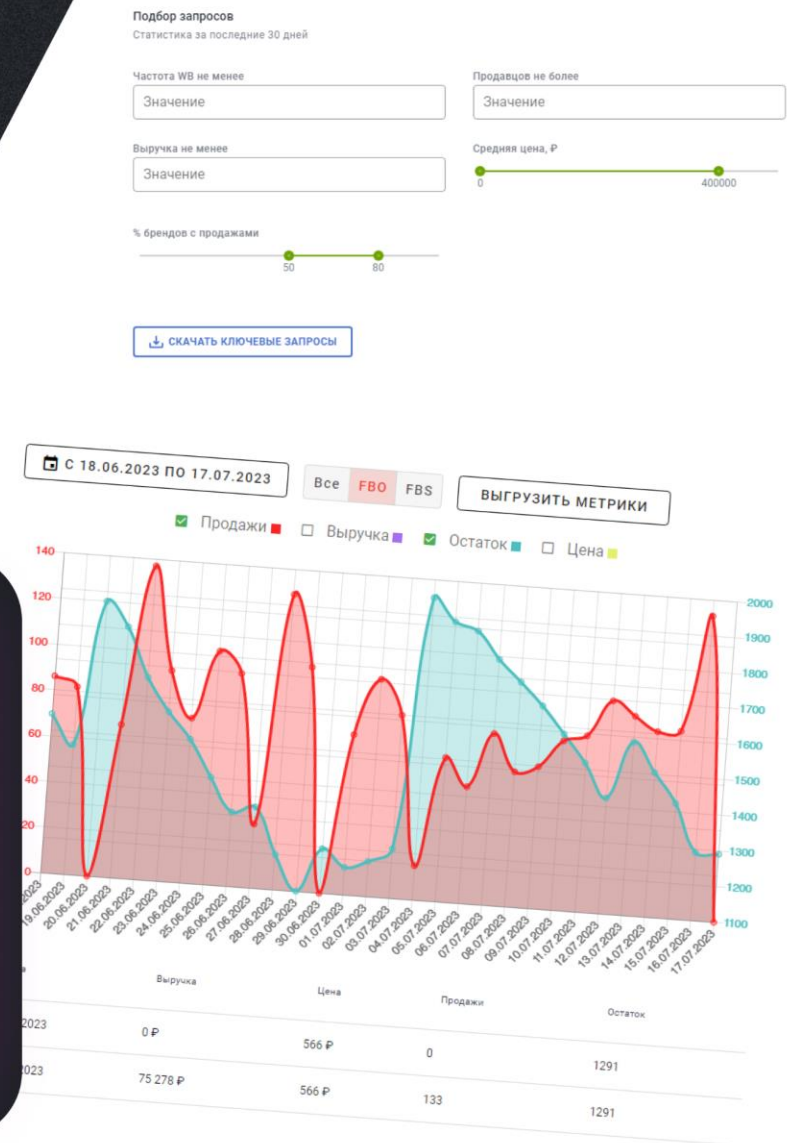 Подбор запросов
Статистика за последние 30 дней
Частота WB не менее
Продавцов не более
Значение
Значение
Выручка не менее
Средняя цена, ₽
Значение
0
400000
% брендов с продажами
50
80
СКАЧАТЬ КЛЮЧЕВЫЕ ЗАПРОСЫ
С 18.06.2023 ПО 17.07.2023
Все FBO FBS
ВЫГРУЗИТЬ МЕТРИКИ
Продажи
Выручка
Остаток
Цена
140
120
100
80
60
40
20
0
2000
1900
1800
1700
1600
1500
1400
1300
1200
1100
2023
19.06.2023
20.06.2023
21.06.2023
22.06.2023
23.06.2023
24.06.2023
25.06.2023
26.06.2023
27.06.2023
28.06.2023
29.06.2023
30.06.2023
01.07.2023
02.07.2023
03.07.2023
04.07.2023
05.07.2023
06.07.2023
07.07.2023
08.07.2023
09.07.2023
10.07.2023
11.07.2023
12.07.2023
13.07.2023
14.07.2023
15.07.2023
16.07.2023
17.07.2023
Выручка Цена Продажи Остаток
2023 0 ₽ 566 ₽ 0 1291
023 75 278 ₽ 566 ₽ 133 1291